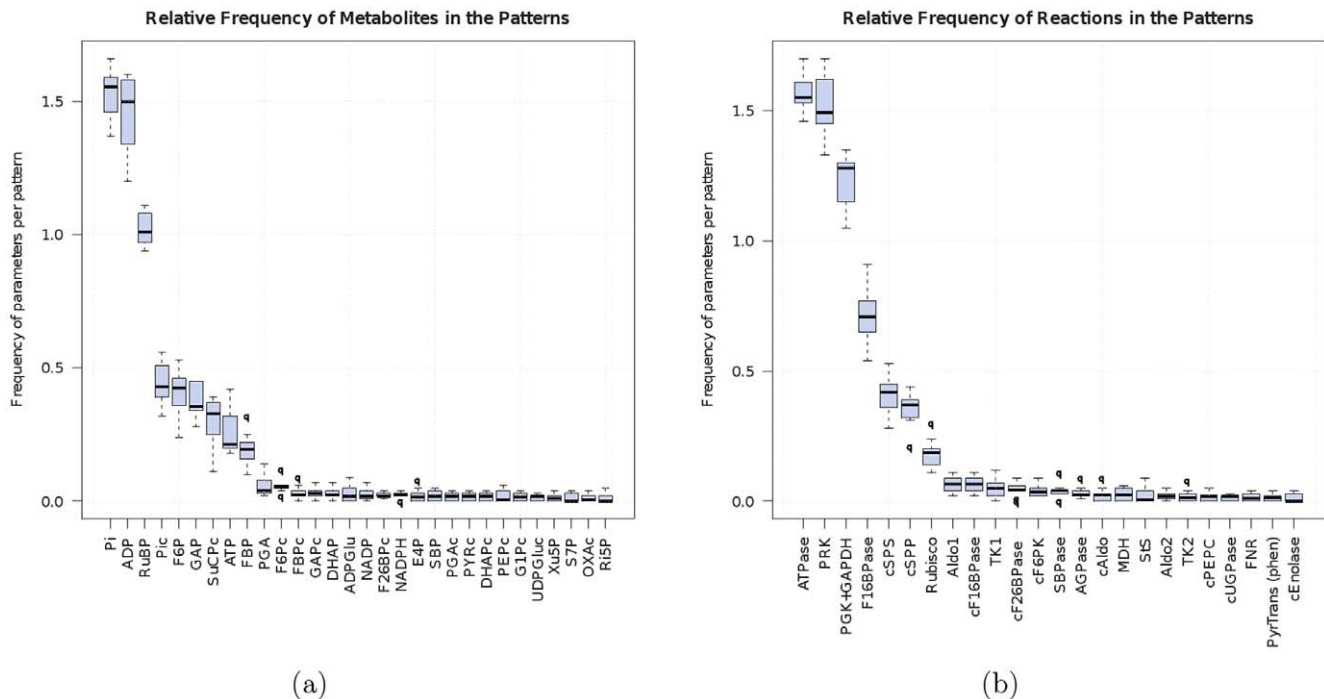 Relative Frequency of Metabolites in the Patterns
Frequency of parameters per pattern
1.5
1.0
0.5
0.0
q
q
q
q
q
q
Pi
ADP
RuBP
Pic
F6P
GAP
SuCPc
ATP
FBP
PGA
F6Pc
FBPc
GAPc
DHAP
ADPGlu
NADP
F26BPc
NADPH
E4P
SBP
PGAc
PYRc
DHAPc
PEPc
G1Pc
UDPGluc
Xu5P
S7P
OXAc
Ri5P
(a)
Relative Frequency of Reactions in the Patterns
Frequency of parameters per pattern
1.5
1.0
0.5
0.0
q
q
q
q
q
q
q
q
q
q
ATPase
PRK
PGK+GAPDH
F16BPase
cSPS
cSPP
Rubisco
Aldo1
cF16BPase
TK1
cF26BPase
cF6PK
SBPase
AGPase
cAldo
MDH
StS
Aldo2
TK2
cPEPC
cUGPase
FNR
PyrTrans (phen)
cEnolase
(b)